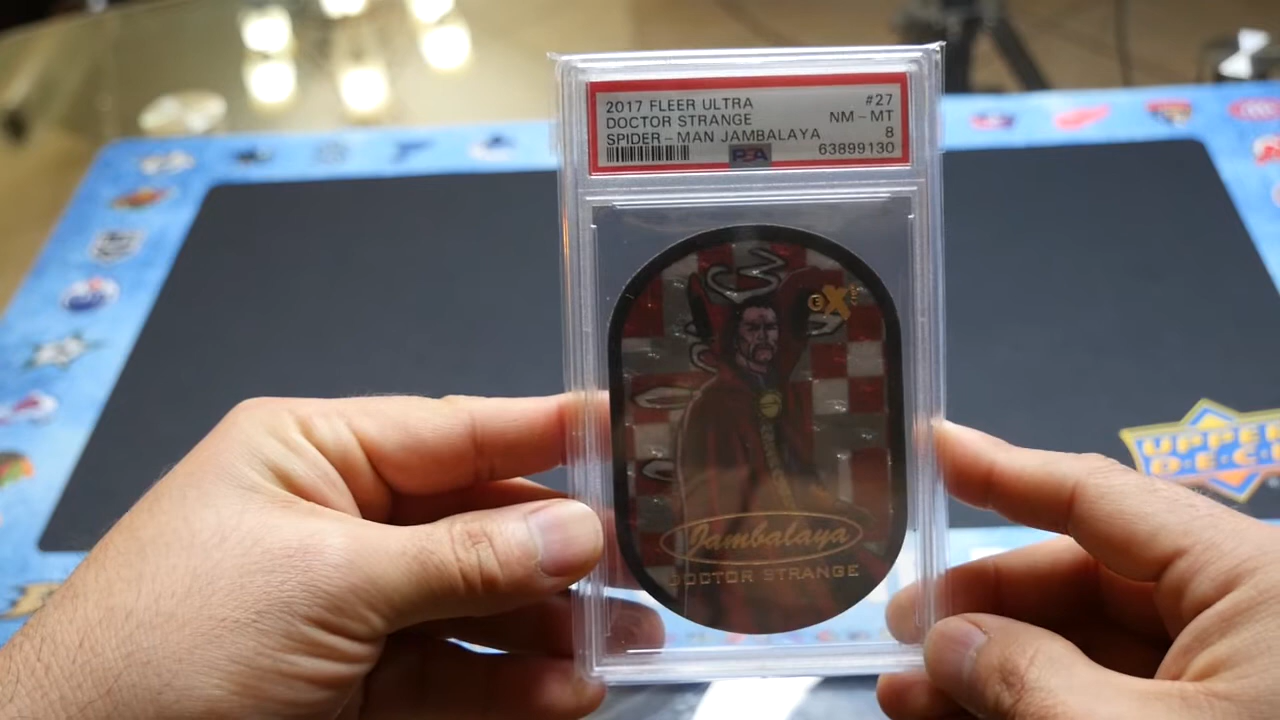 2017 FLEER ULTRA #27
DOCTOR STRANGE NM-MT
SPIDER-MAN JAMBALAYA 8
PSA 63899130
EX
Jambalaya
DOCTOR STRANGE
UPPER
DEC